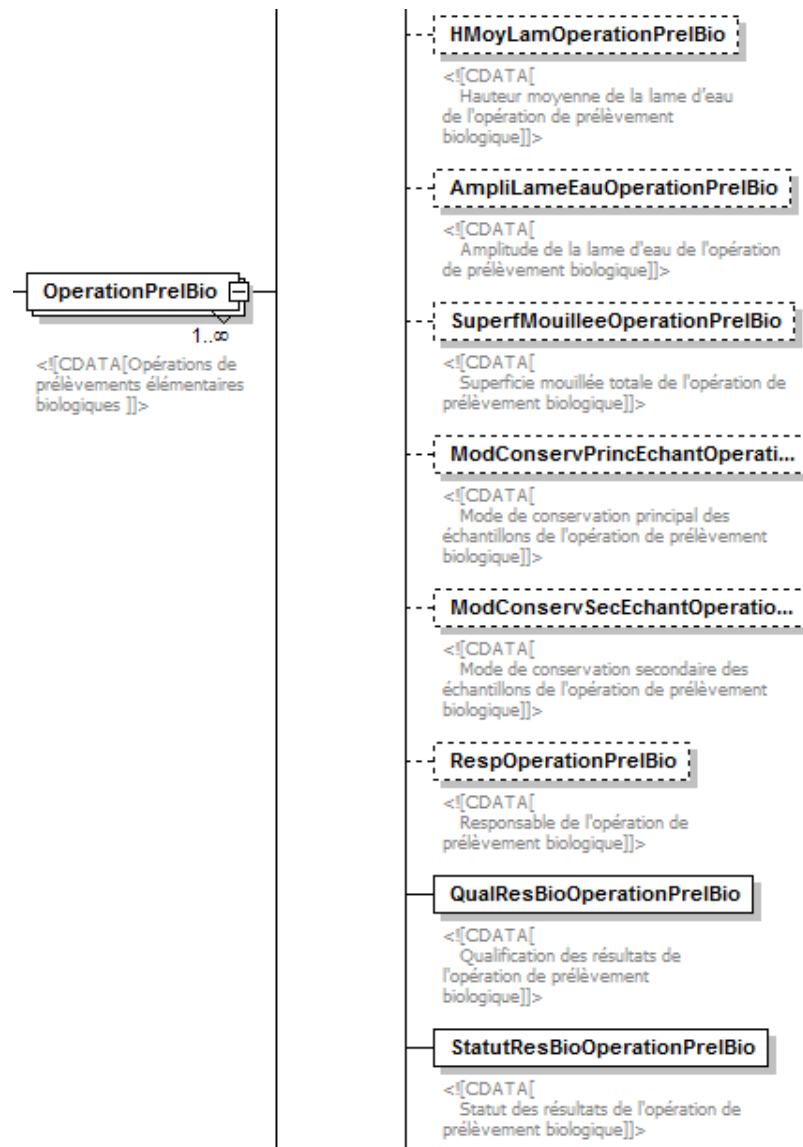 HMoyLamOperationPrelBio
<![CDATA[
Hauteur moyenne de la lame d'eau
de l'opération de prélèvement
biologique]]>
AmpliLameEauOperationPrelBio
<![CDATA[
Amplitude de la lame d'eau de l'opération
de prélèvement biologique]]>
OperationPrelBio
1..∞
<![CDATA[Opérations de
prélèvements élémentaires
biologiques ]]>
SuperfMouilleeOperationPrelBio
<![CDATA[
Superficie mouillée totale de l'opération de
prélèvement biologique]]>
ModConservPrincEchantOperati...
<![CDATA[
Mode de conservation principal des
échantillons de l'opération de prélèvement
biologique]]>
ModConservSecEchantOperatio...
<![CDATA[
Mode de conservation secondaire des
échantillons de l'opération de prélèvement
biologique]]>
RespOperationPrelBio
<![CDATA[
Responsable de l'opération de
prélèvement biologique]]>
QualResBioOperationPrelBio
<![CDATA[
Qualification des résultats de
l'opération de prélèvement
biologique]]>
StatutResBioOperationPrelBio
<![CDATA[
Statut des résultats de l'opération de
prélèvement biologique]]>